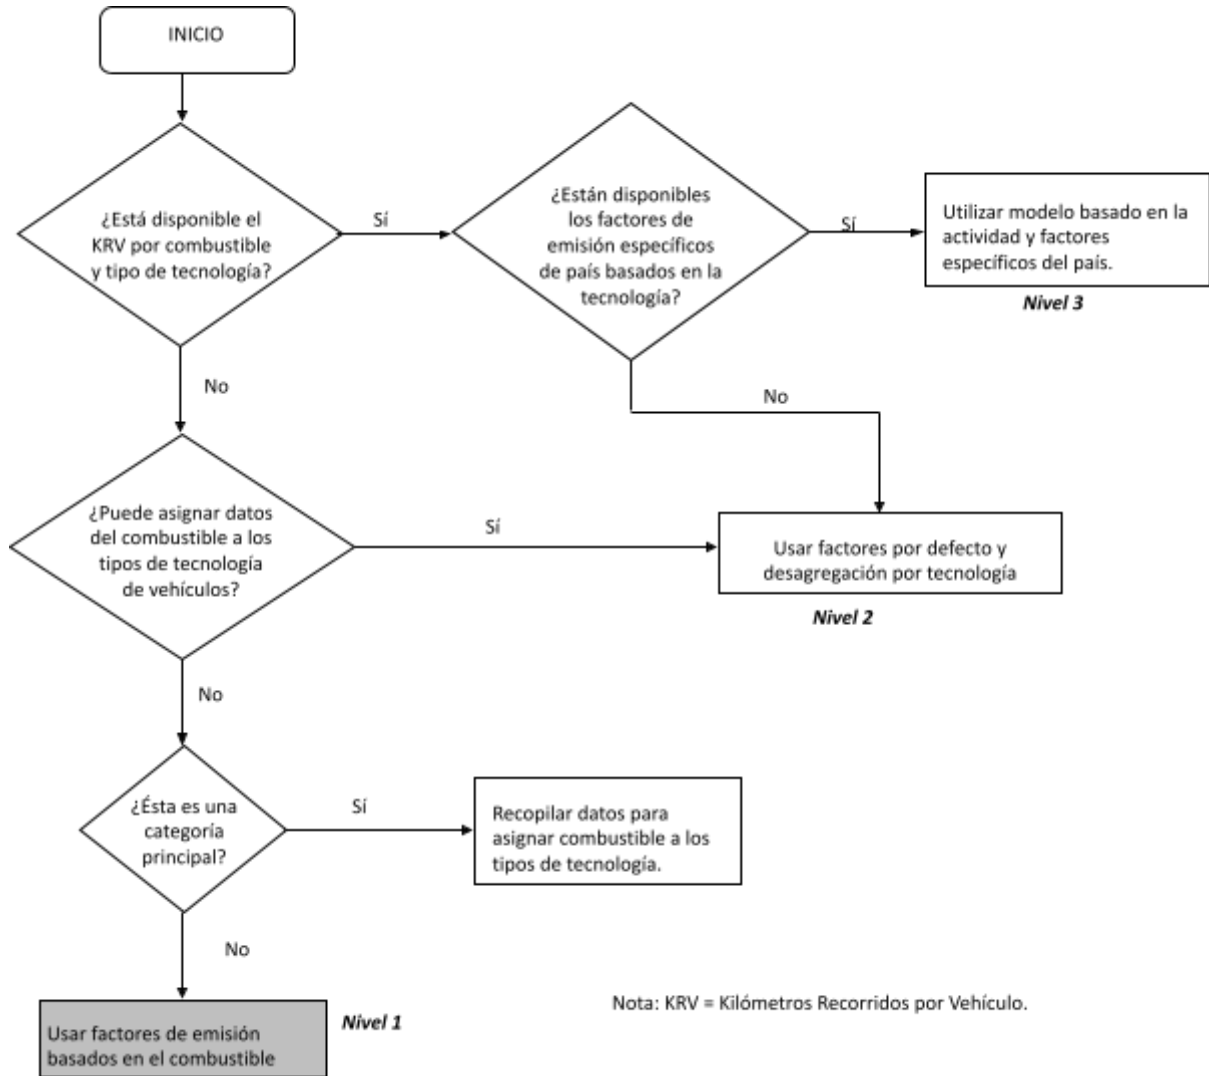 INICIO
¿Está disponible el
KRV por combustible
y tipo de tecnología?
Sí
¿Están disponibles
los factores de
emisión específicos
de país basados en la
tecnología?
Sí
Utilizar modelo basado en la
actividad y factores
específicos del país.
Nivel 3
No
No
¿Puede asignar datos
del combustible a los
tipos de tecnología
de vehículos?
Sí
Usar factores por defecto y
desagregación por tecnología
Nivel 2
No
¿Ésta es una
categoría
principal?
Sí
Recopilar datos para
asignar combustible a los
tipos de tecnología.
No
Usar factores de emisión
basados en el combustible
Nivel 1
Nota: KRV = Kilómetros Recorridos por Vehículo.